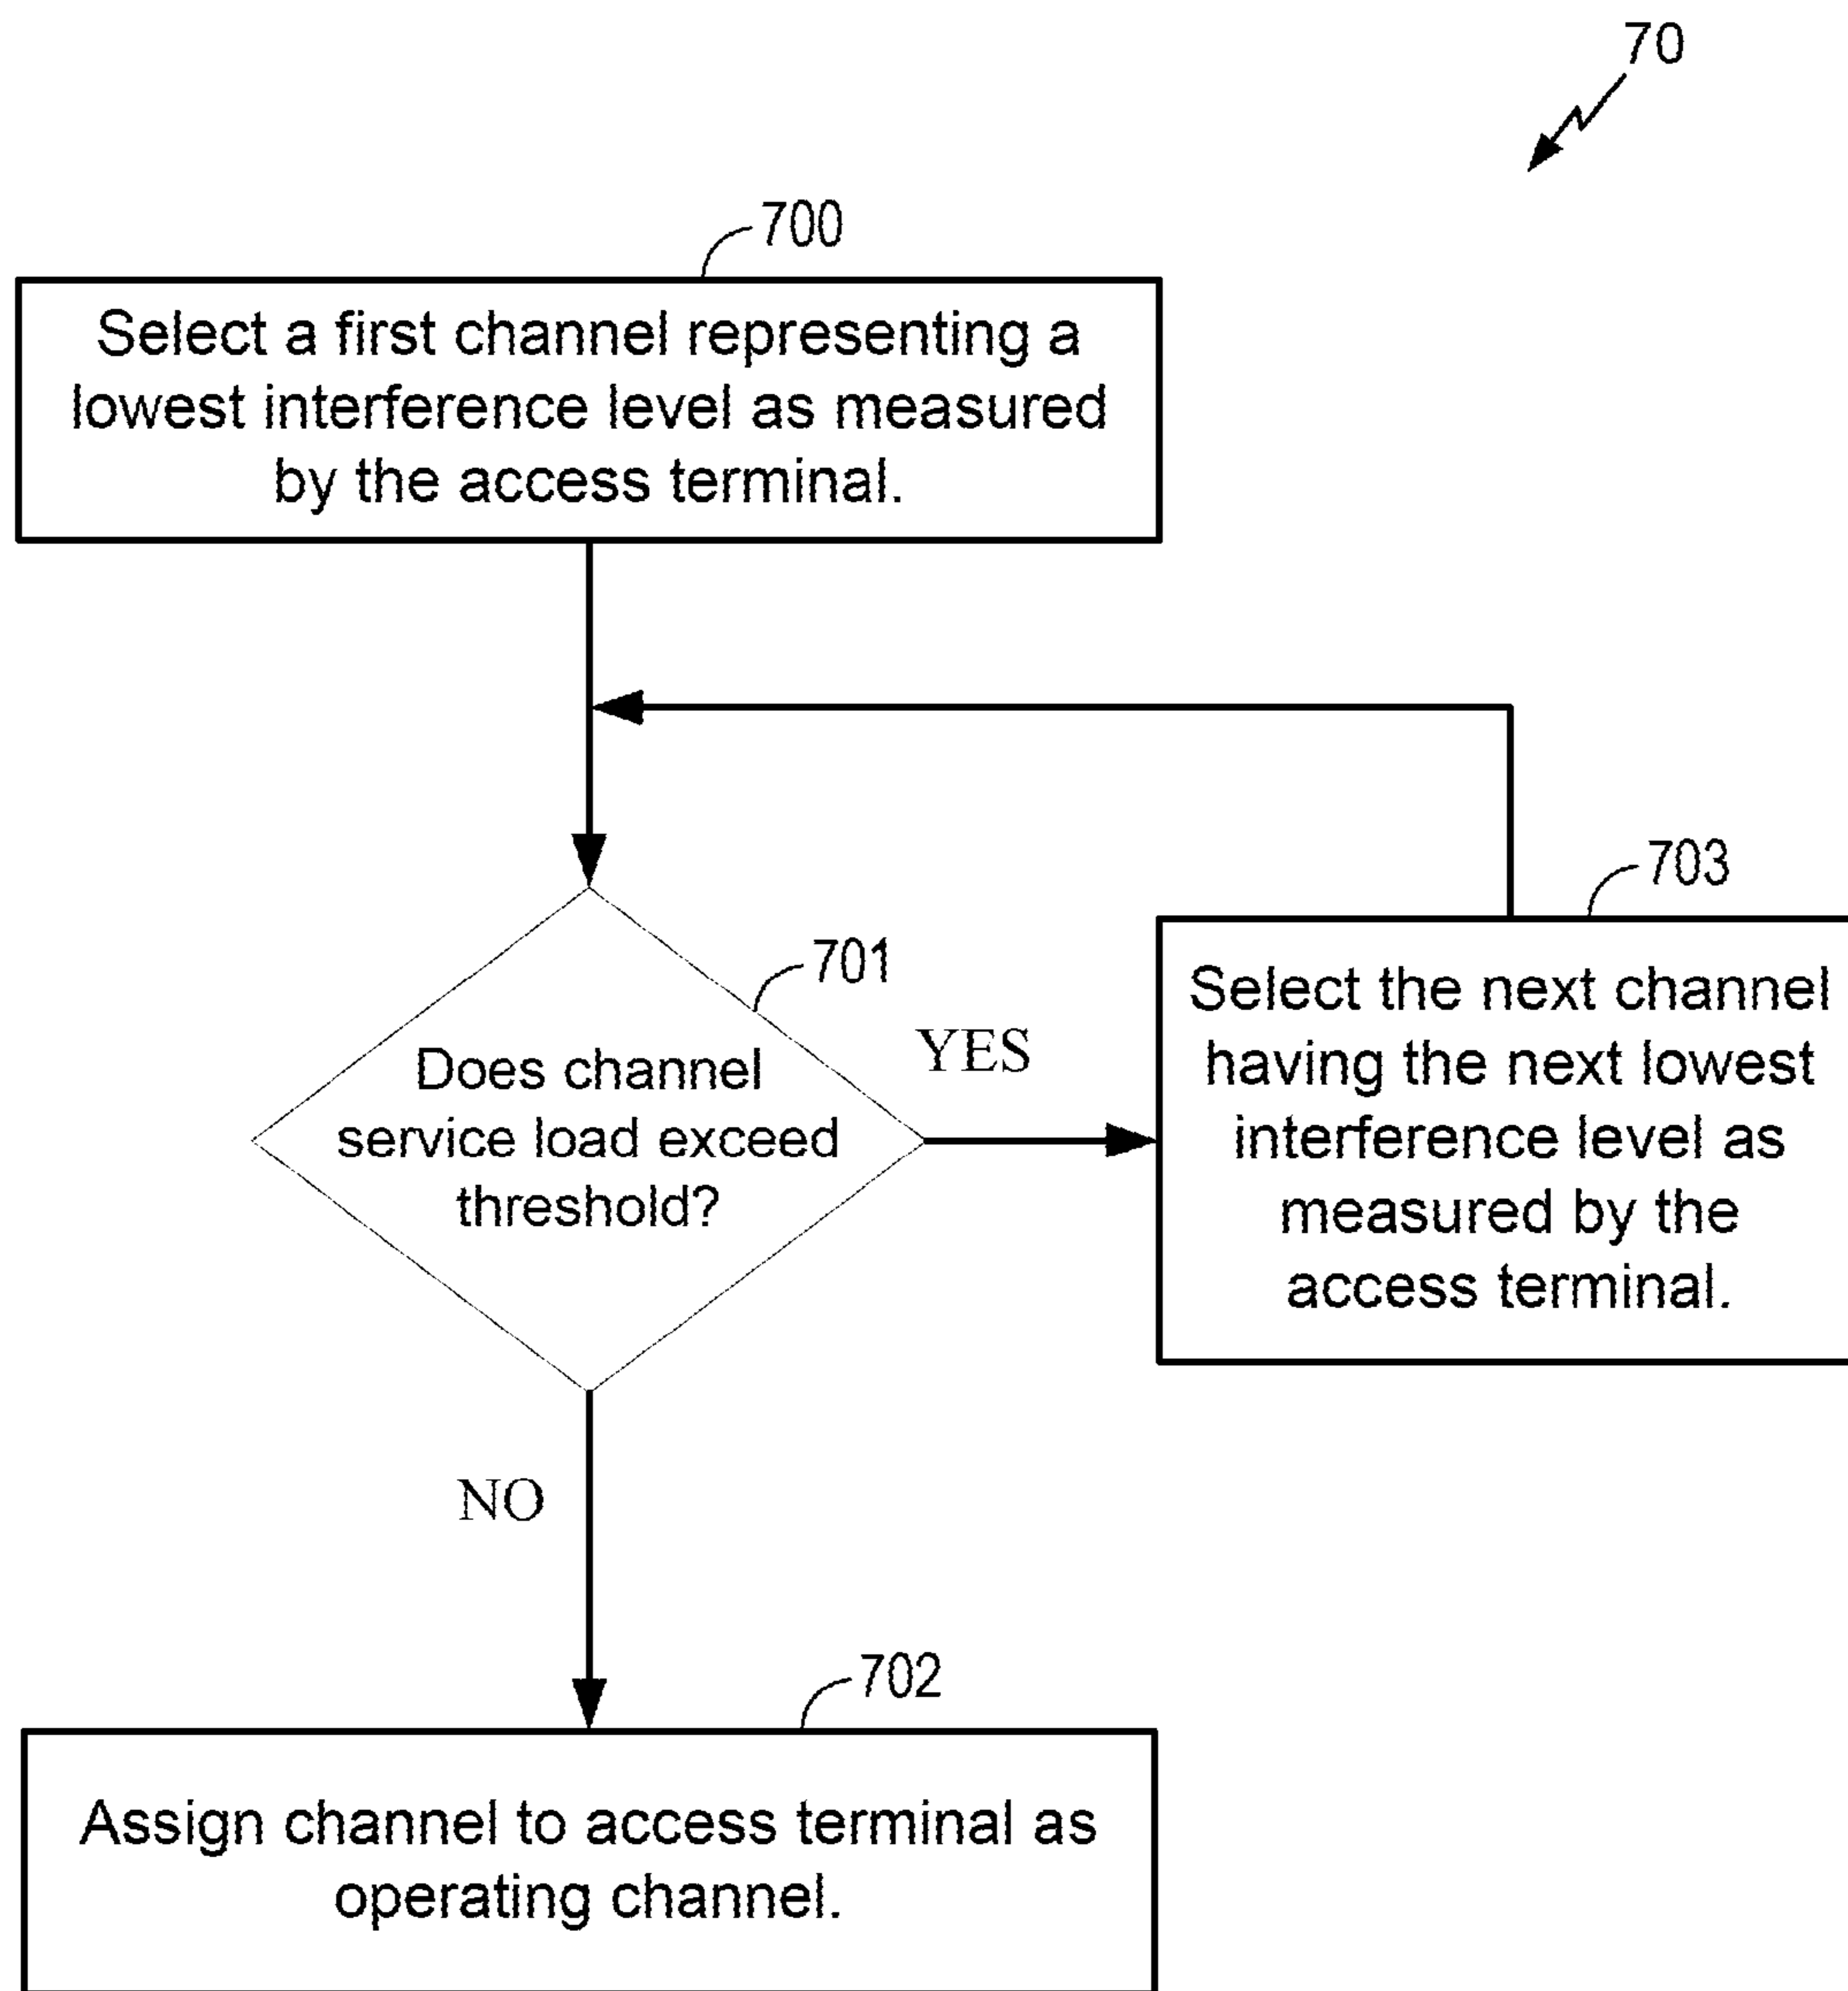 70
700
Select a first channel representing a
lowest interference level as measured
by the access terminal.
703
701
Select the next channel
having the next lowest
interference level as
measured by the
access terminal.
YES
Does channel
service load exceed
threshold?
NO
702
Assign channel to access terminal as
operating channel.